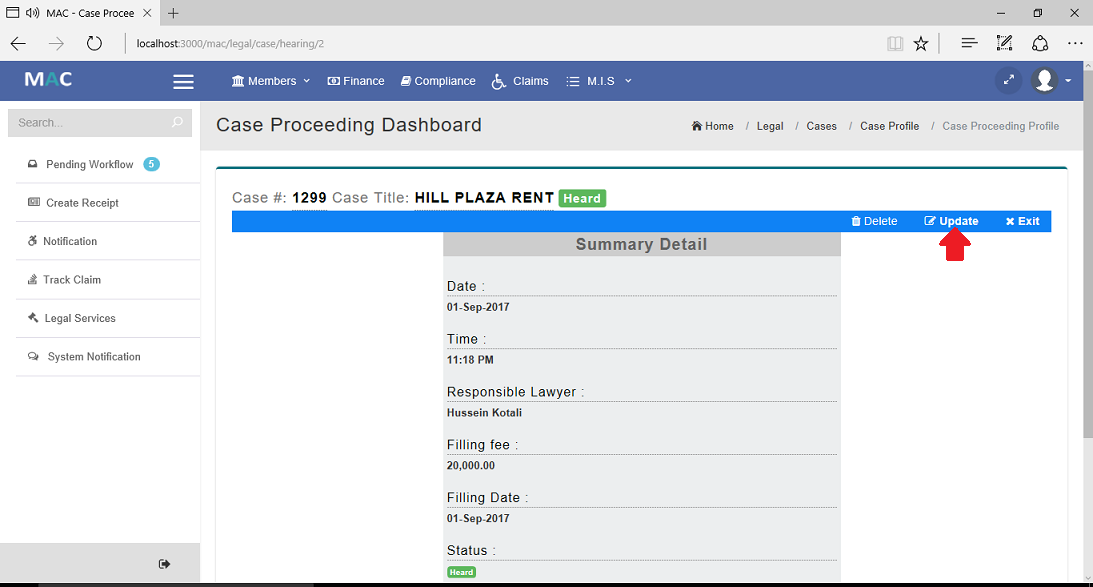 MAC - Case Procee
localhost:3000/mac/legal/case/hearing/2
MAC Members Finance Compliance Claims M.I.S
Search...
Case Proceeding Dashboard
Home / Legal / Cases / Case Profile / Case Proceeding Profile
Pending Workflow 5
Create Receipt
Notification
Track Claim
Legal Services
System Notification
Case #: 1299 Case Title: HILL PLAZA RENT Heard
Delete Update Exit
Summary Detail
Date :
01-Sep-2017
Time :
11:18 PM
Responsible Lawyer :
Hussein Kotali
Filling fee :
20,000.00
Filling Date :
01-Sep-2017
Status :
Heard